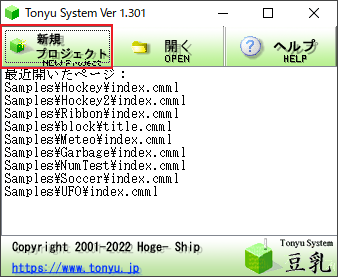 Tonyu System Ver 1.301
新規
プロジェクト
NEW Project
開く
OPEN
ヘルプ
HELP
最近開いたページ：
Samples¥Hockey¥index.cmml
Samples¥Hockey2¥index.cmml
Samples¥Ribbon¥index.cmml
Samples¥block¥title.cmml
Samples¥Meteo¥index.cmml
Samples¥Garbage¥index.cmml
Samples¥NumTest¥index.cmml
Samples¥Soccer¥index.cmml
Samples¥UFO¥index.cmml
Copyright 2001-2022 Hoge- Ship
https://www.tonyu.jp
Tonyu System
豆乳